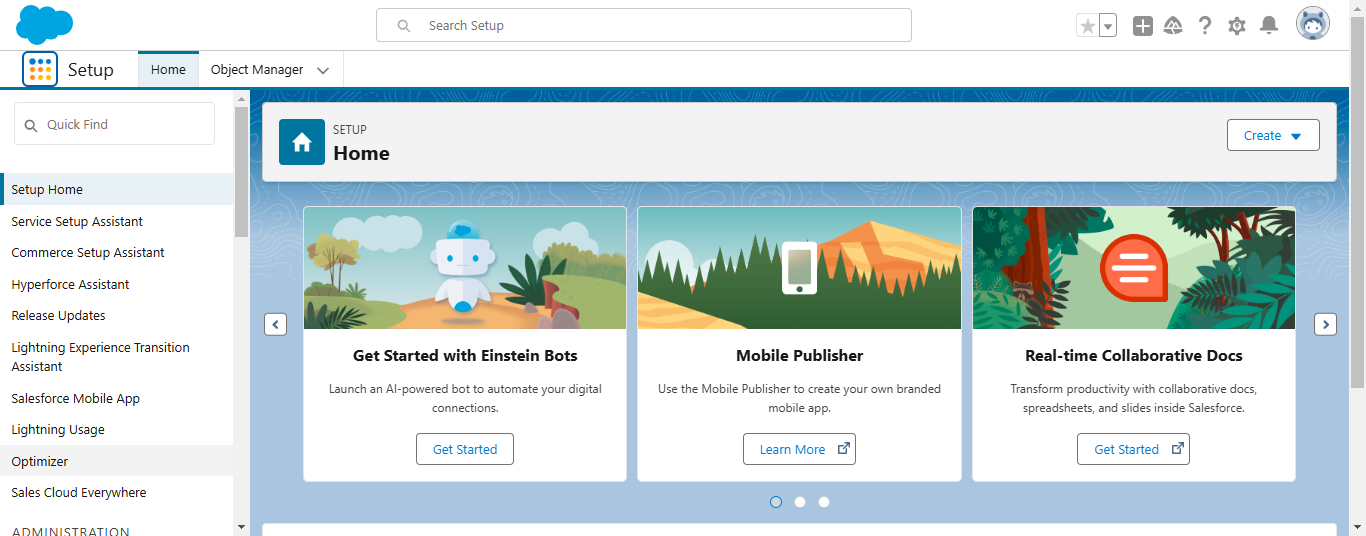 Search Setup
Setup
Home
Object Manager
Quick Find
Setup Home
Service Setup Assistant
Commerce Setup Assistant
Hyperforce Assistant
Release Updates
Lightning Experience Transition
Assistant
Salesforce Mobile App
Lightning Usage
Optimizer
Sales Cloud Everywhere
ADMINISTRATION
SETUP
Home
Create
Get Started with Einstein Bots
Launch an AI-powered bot to automate your digital
connections.
Get Started
Mobile Publisher
Use the Mobile Publisher to create your own branded
mobile app.
Learn More
Real-time Collaborative Docs
Transform productivity with collaborative docs,
spreadsheets, and slides inside Salesforce.
Get Started